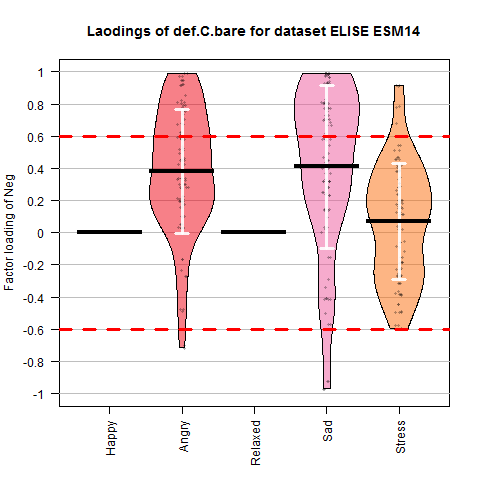 Laodings of def.C.bare for dataset ELISE ESM14
Factor loading of Neg
1
0.8
0.6
0.4
0.2
0
-0.2
-0.4
-0.6
-0.8
-1
Happy
Angry
Relaxed
Sad
Stress